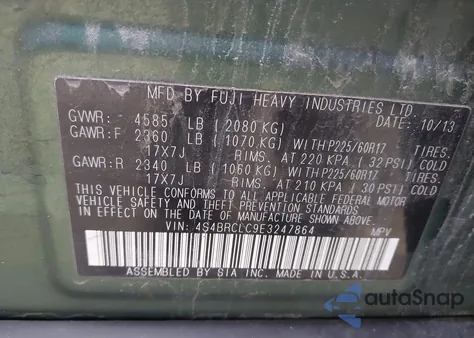 MFD BY FUJI HEAVY INDUSTRIES LTD. 10/13
GVWR: 4585 LB (2080 KG)
GAWR:F 2360 LB (1070 KG) WITH P225/60R17 TIRES.
17X7J RIMS. AT 220 KPA ( 32 PSI) COLD
GAWR:R 2340 LB (1060 KG) WITH P225/60R17 TIRES.
17X7J RIMS. AT 210 KPA ( 30 PSI) COLD
THIS VEHICLE CONFORMS TO ALL APPLICABLE FEDERAL MOTOR
VEHICLE SAFETY AND THEFT PREVENTION STANDARDS IN
EFFECT ON THE DATE OF MANUFACTURE SHOWN ABOVE.
VIN: 4S4BRCLC9E3247864 MPV
ASSEMBLED BY SIA INC. MADE IN U.S.A.
autoSnap